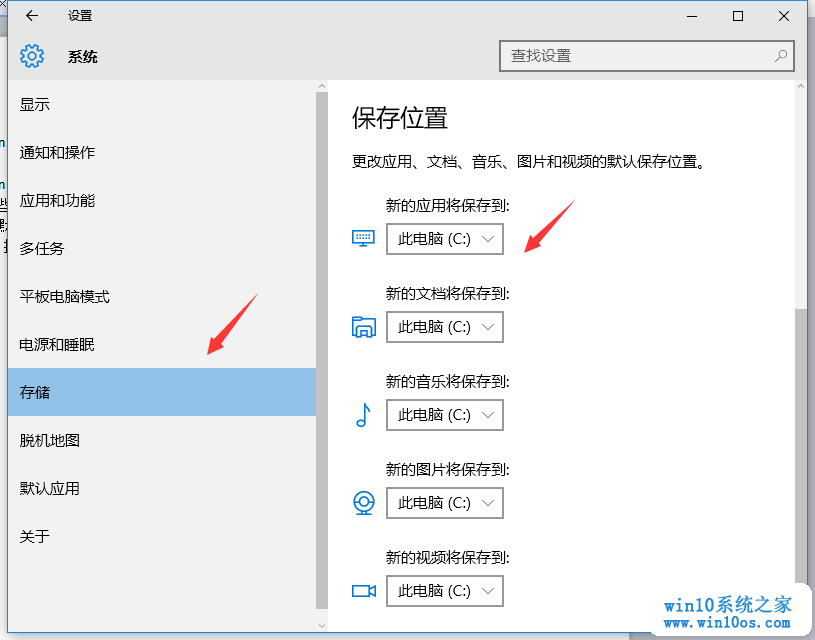 设置
系统
查找设置
显示
通知和操作
应用和功能
多任务
平板电脑模式
电源和睡眠
存储
脱机地图
默认应用
关于
保存位置
更改应用、文档、音乐、图片和视频的默认保存位置。
新的应用将保存到:
此电脑 (C:)
新的文档将保存到:
此电脑 (C:)
新的音乐将保存到:
此电脑 (C:)
新的图片将保存到:
此电脑 (C:)
新的视频将保存到:
此电脑 (C:)
win10系统之家
www.win10os.com